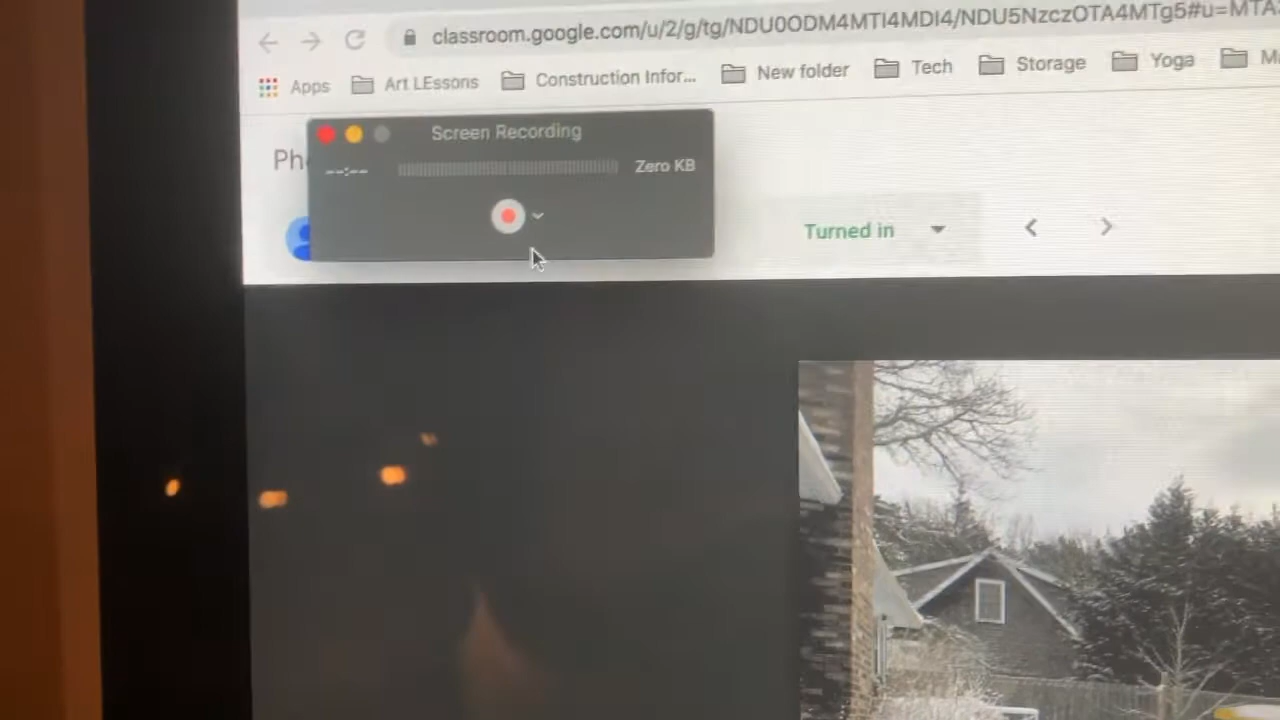 classroom.google.com/u/2/g/tg/NDU0ODM4MTI4MDI4/NDU5NzczOTA4MTg5#u=MTA
Apps Art LEssons Construction Infor... New folder Tech Storage Yoga
Screen Recording
--:-- Zero KB
Turned in